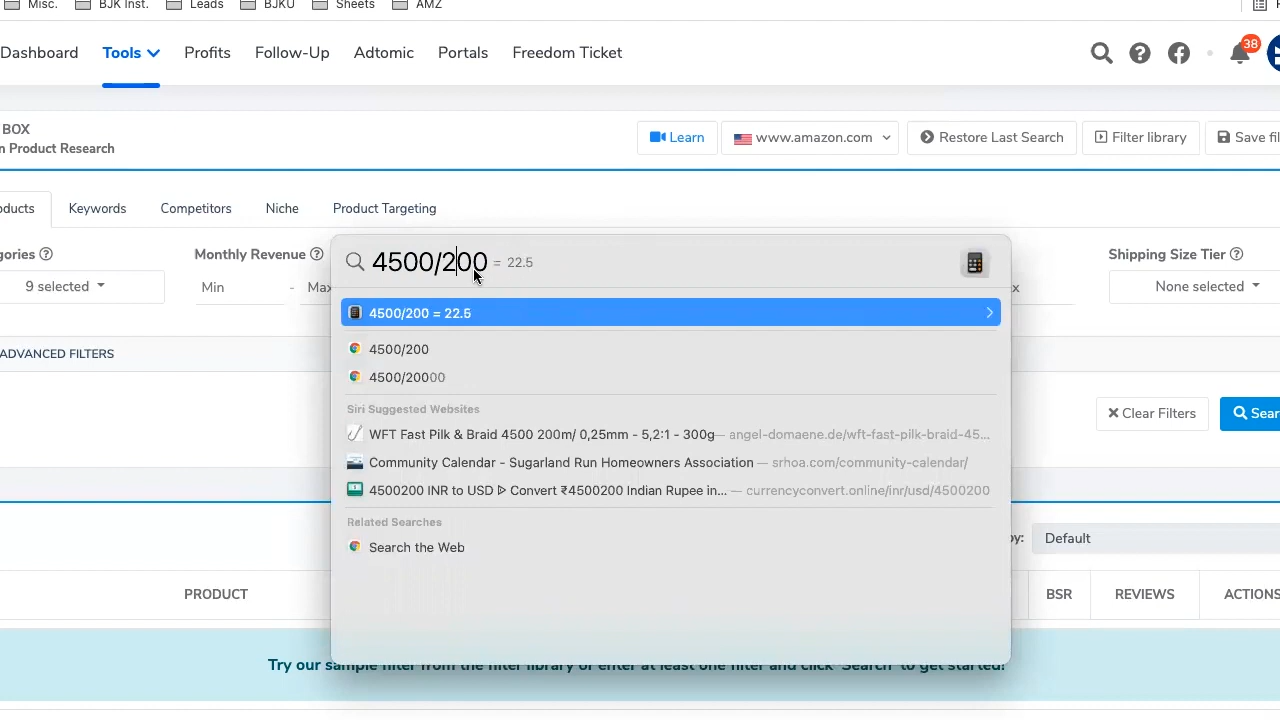 Misc. BJK Inst. Leads BJKU Sheets AMZ
Dashboard Tools Profits Follow-Up Adtomic Portals Freedom Ticket 38
BOX
n Product Research
Learn www.amazon.com Restore Last Search Filter library Save fil
oducts Keywords Competitors Niche Product Targeting
gories Monthly Revenue Shipping Size Tier
9 selected Min - Max x None selected
4500/200 = 22.5
4500/200 = 22.5
ADVANCED FILTERS
4500/200
4500/20000
Siri Suggested Websites
Clear Filters Sear
WFT Fast Pilk & Braid 4500 200m/ 0,25mm - 5,2:1 - 300g— angel-domaene.de/wft-fast-pilk-braid-45...
Community Calendar - Sugarland Run Homeowners Association — srhoa.com/community-calendar/
4500200 INR to USD ᐈ Convert ₹4500200 Indian Rupee in... — currencyconvert.online/inr/usd/4500200
Related Searches
by: Default
Search the Web
PRODUCT BSR REVIEWS ACTIONS
Try our sample filter from the filter library or enter at least one filter and click 'Search' to get started!